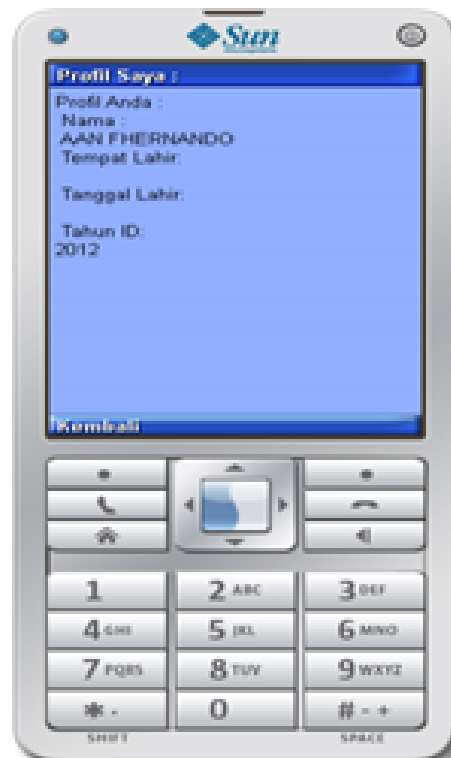 Sun
Profil Saya :
Profil Anda :
Nama :
AAN FHERNANDO
Tempat Lahir:
Tanggal Lahir:
Tahun ID:
2012
Kembali
1 2 ABC 3 DEF
4 GHI 5 JKL 6 MNO
7 PQRS 8 TUV 9 WXYZ
* . 0 # - +
SHIFT SPACE